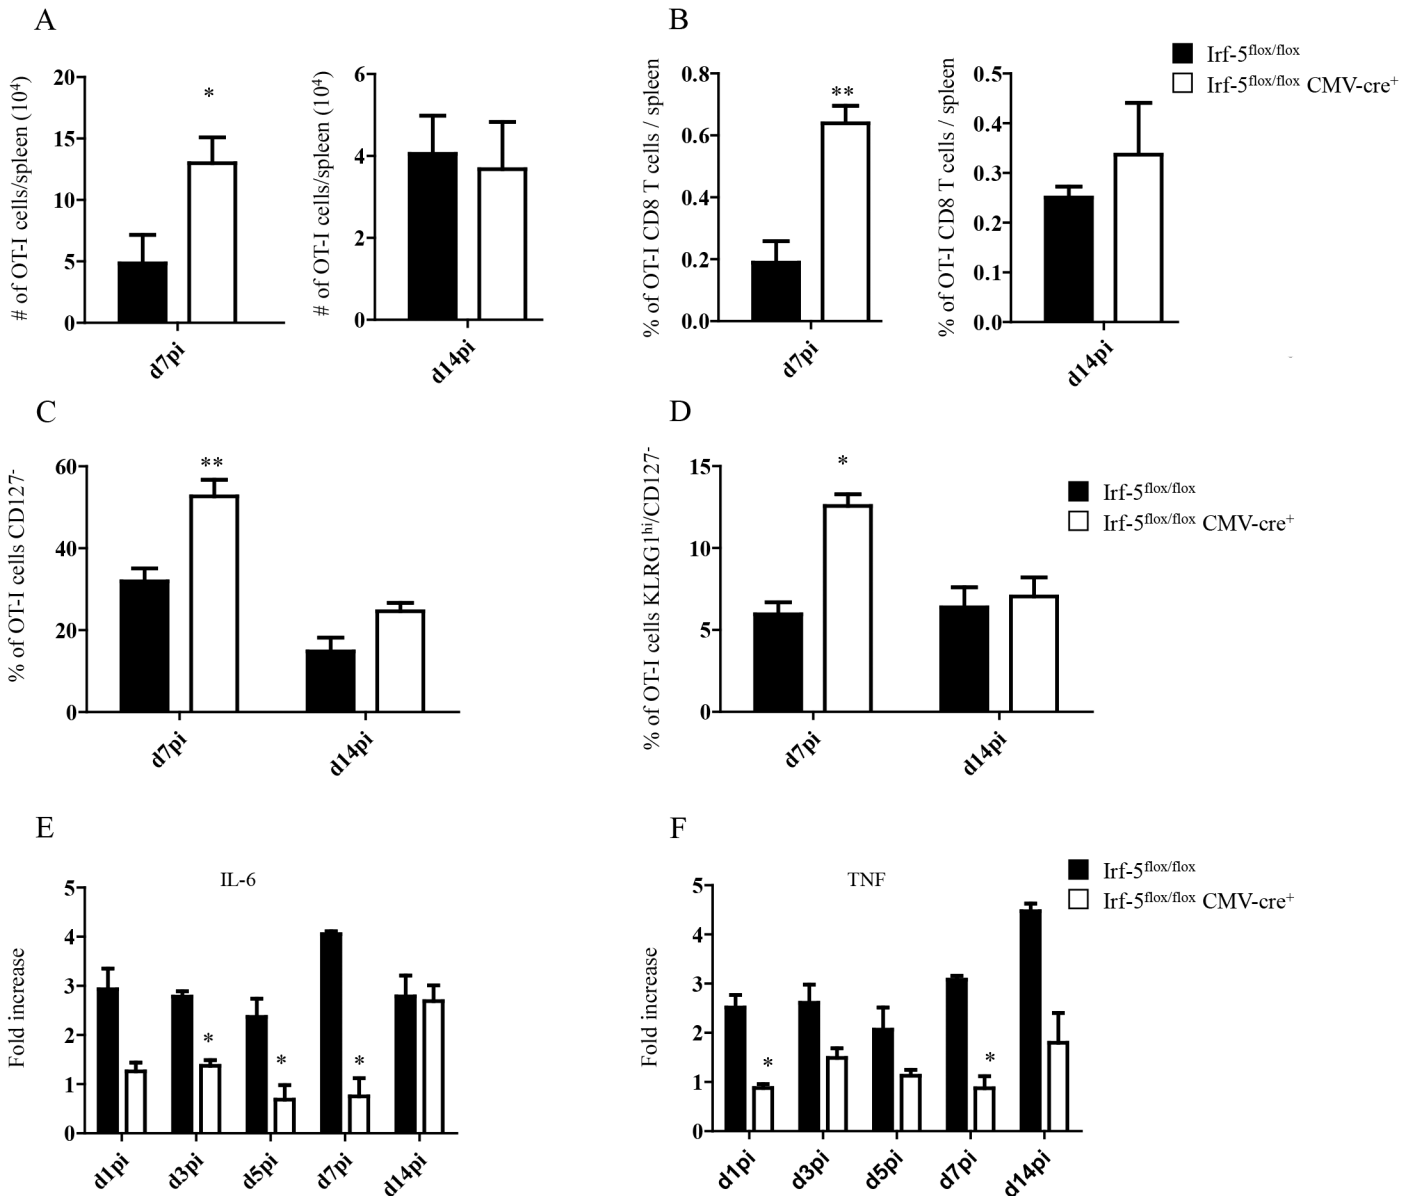 A
# of OT-I cells/spleen (10⁴)
20
15
10
5
0
*
d7pi
# of OT-I cells/spleen (10⁴)
6
4
2
0
d14pi
B
% of OT-I CD8 T cells / spleen
0.8
0.6
0.4
0.2
0.0
**
d7pi
% of OT-I CD8 T cells / spleen
0.5
0.4
0.3
0.2
0.1
0.0
d14pi
Irf-5flox/flox
Irf-5flox/flox CMV-cre⁺
C
% of OT-I cells CD127⁻
60
40
20
0
**
d7pi
d14pi
D
% of OT-I cells KLRG1hi/CD127⁻
15
10
5
0
*
d7pi
d14pi
Irf-5flox/flox
Irf-5flox/flox CMV-cre⁺
E
IL-6
Fold increase
5
4
3
2
1
0
*
*
*
d1pi
d3pi
d5pi
d7pi
d14pi
F
TNF
Fold increase
5
4
3
2
1
0
*
*
d1pi
d3pi
d5pi
d7pi
d14pi
Irf-5flox/flox
Irf-5flox/flox CMV-cre⁺